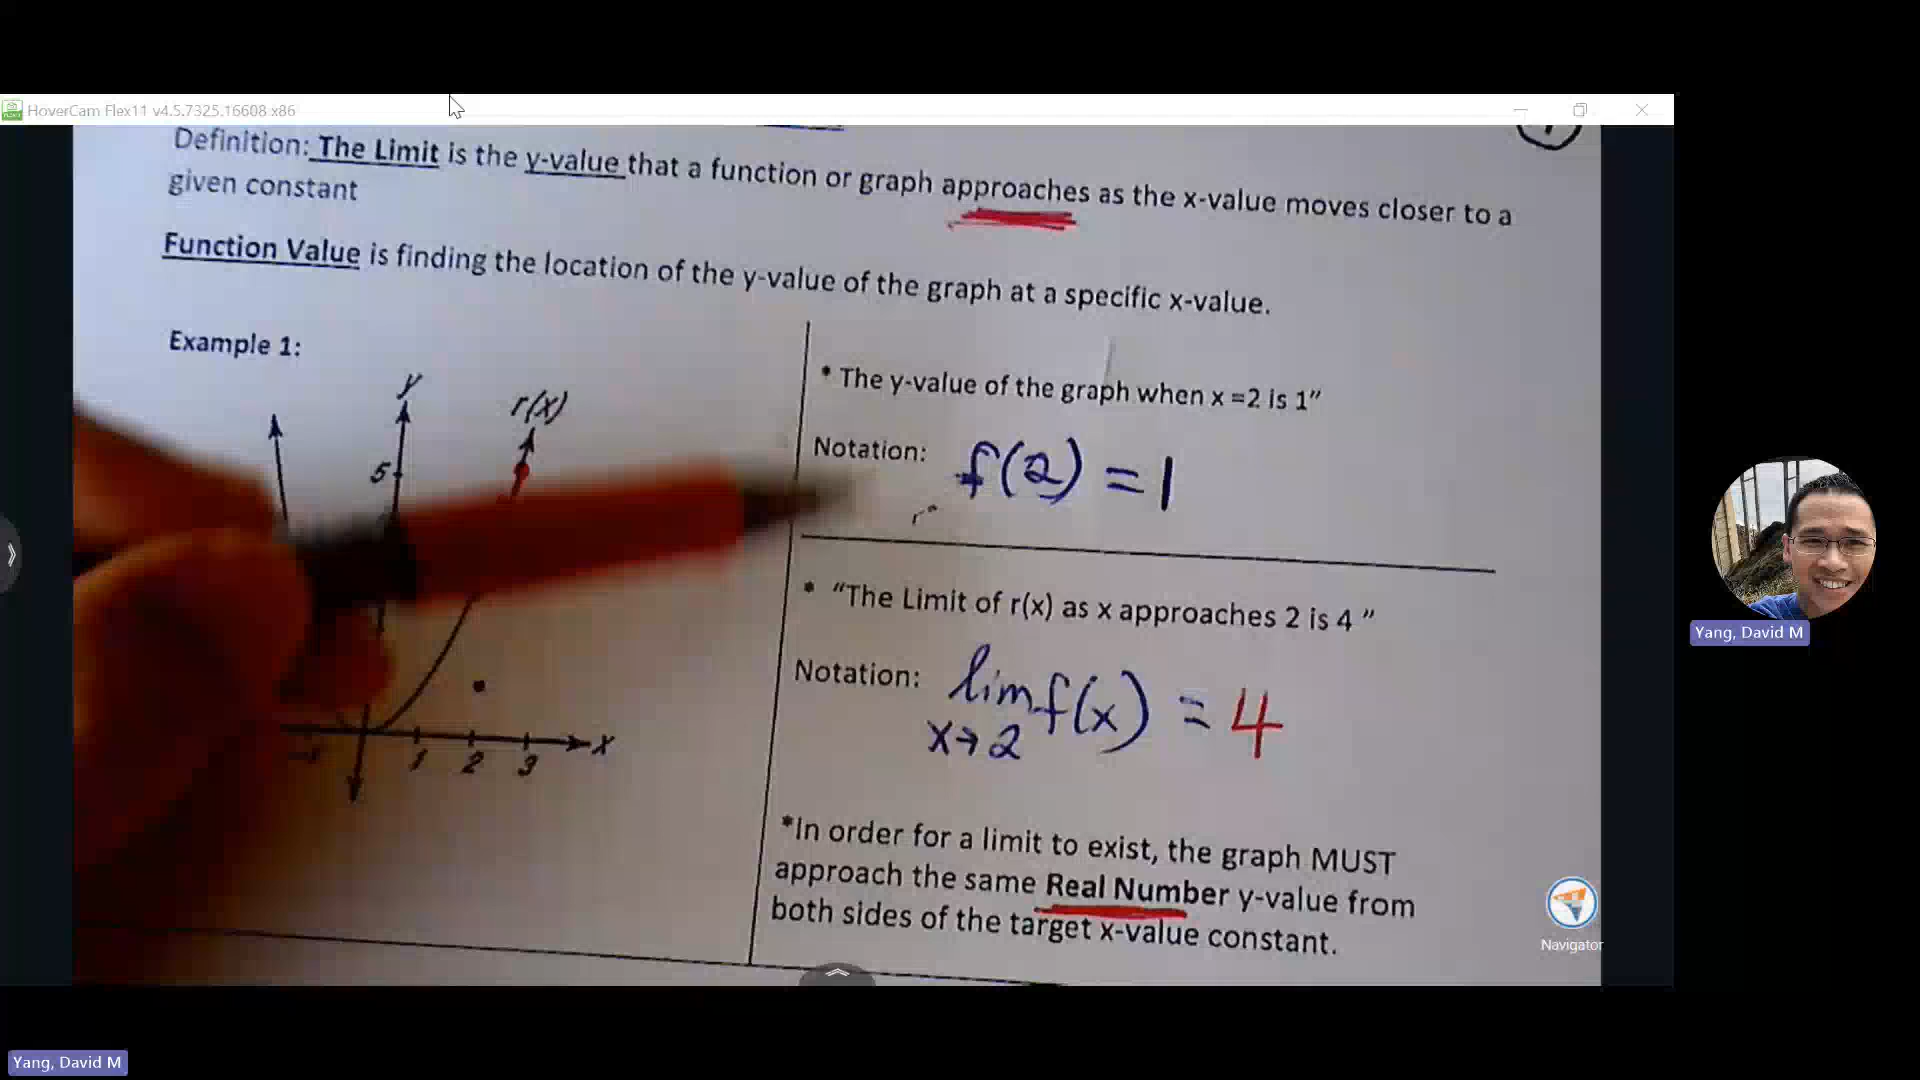 HoverCam Flex11 v4.5.7325.16608 x86
Definition: The Limit is the y-value that a function or graph approaches as the x-value moves closer to a
given constant
Function Value is finding the location of the y-value of the graph at a specific x-value.
Example 1:
y
r(x)
5
1 2 3
x
* The y-value of the graph when x =2 is 1"
Notation: f(2) = 1
* "The Limit of r(x) as x approaches 2 is 4 "
Notation: lim f(x) = 4
x→2
*In order for a limit to exist, the graph MUST
approach the same Real Number y-value from
both sides of the target x-value constant.
Navigator
Yang, David M
Yang, David M